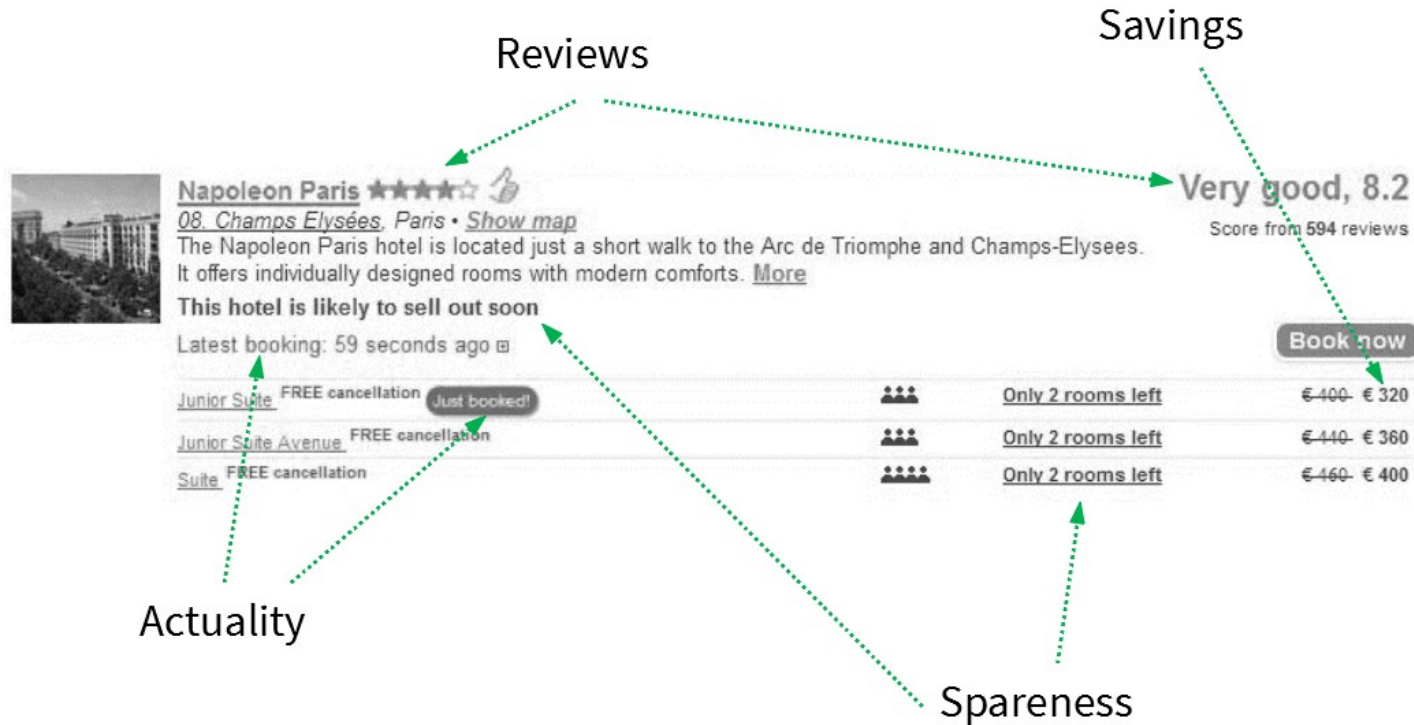 Savings
Reviews
Napoleon Paris
Very good, 8.2
08. Champs Elysées, Paris • Show map
Score from 594 reviews
The Napoleon Paris hotel is located just a short walk to the Arc de Triomphe and Champs-Elysees.
It offers individually designed rooms with modern comforts. More
This hotel is likely to sell out soon
Latest booking: 59 seconds ago
Book now
Junior Suite FREE cancellation Just booked! Only 2 rooms left € 400 € 320
Junior Suite Avenue FREE cancellation Only 2 rooms left € 440 € 360
Suite FREE cancellation Only 2 rooms left € 460 € 400
Actuality
Spareness